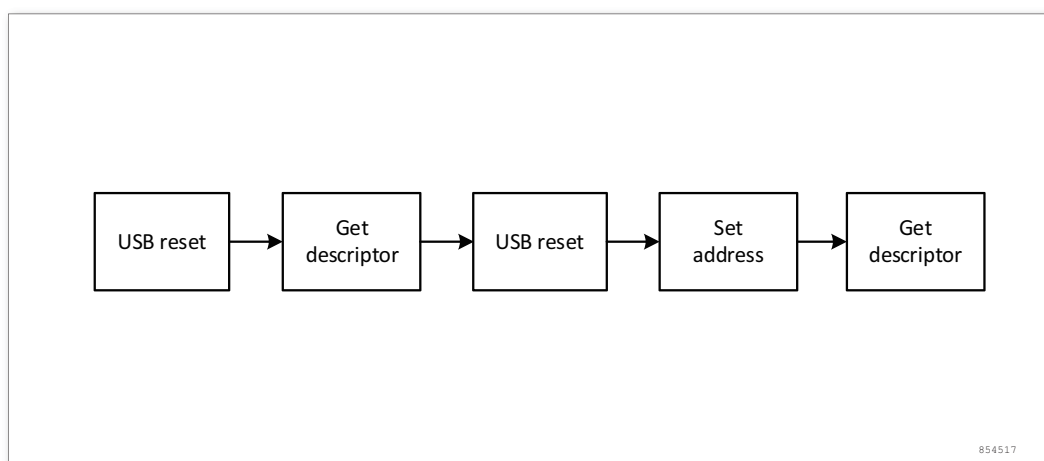 USB reset
Get
descriptor
USB reset
Set
address
Get
descriptor
854517